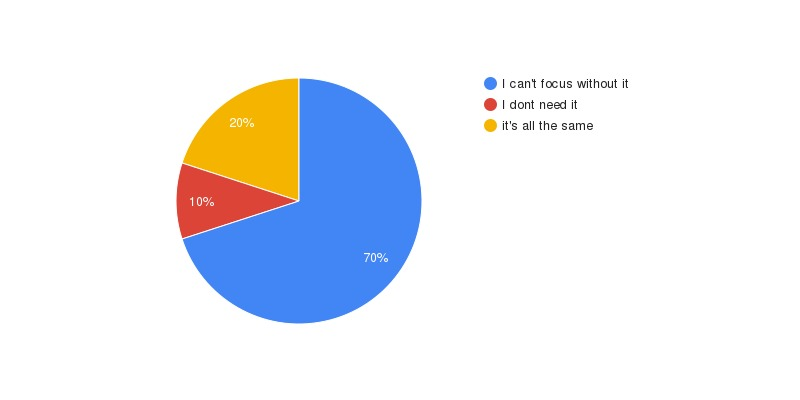 I can't focus without it
I dont need it
it's all the same
20%
10%
70%